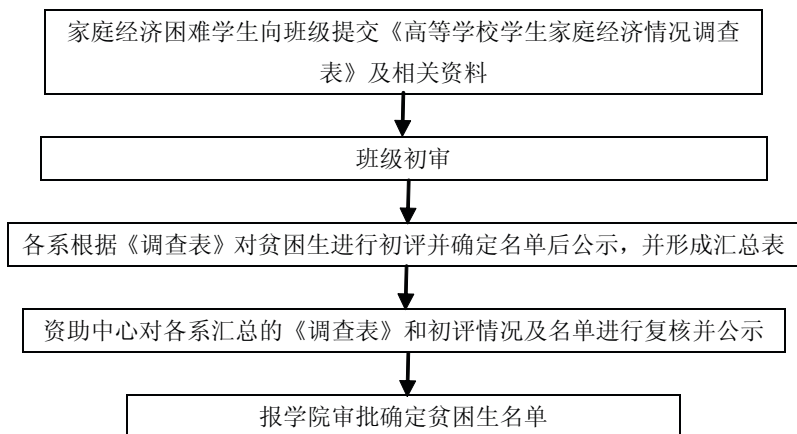 家庭经济困难学生向班级提交《高等学校学生家庭经济情况调查
表》及相关资料
班级初审
各系根据《调查表》对贫困生进行初评并确定名单后公示，并形成汇总表
资助中心对各系汇总的《调查表》和初评情况及名单进行复核并公示
报学院审批确定贫困生名单